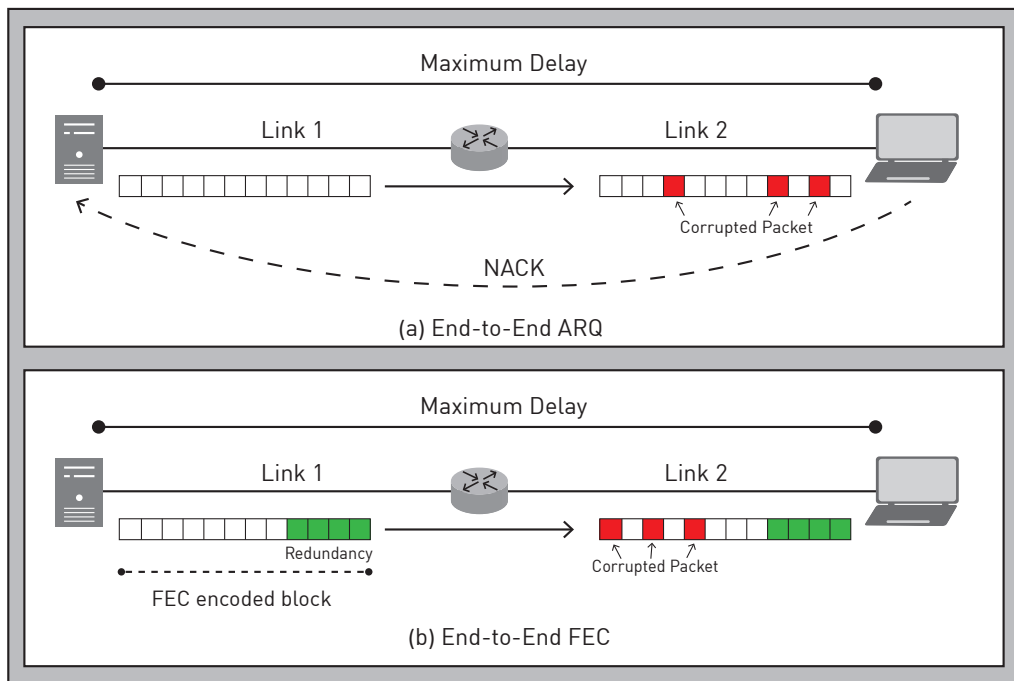 Maximum Delay
Link 1
Link 2
Corrupted Packet
NACK
(a) End-to-End ARQ
Maximum Delay
Link 1
Link 2
Redundancy
Corrupted Packet
FEC encoded block
(b) End-to-End FEC